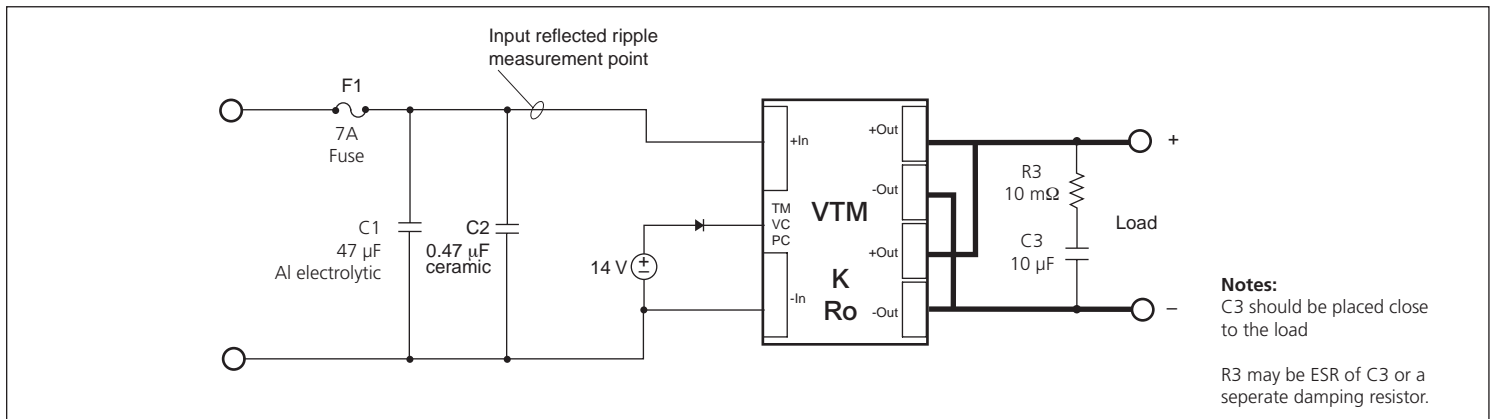 Input reflected ripple
measurement point
F1
7A
Fuse
C1
47 µF
Al electrolytic
C2
0.47 µF
ceramic
14 V
+
–
+In
TM
VC
PC
-In
VTM
K
Ro
+Out
-Out
+Out
-Out
R3
10 mΩ
C3
10 µF
+
Load
–
Notes:
C3 should be placed close
to the load
R3 may be ESR of C3 or a
seperate damping resistor.